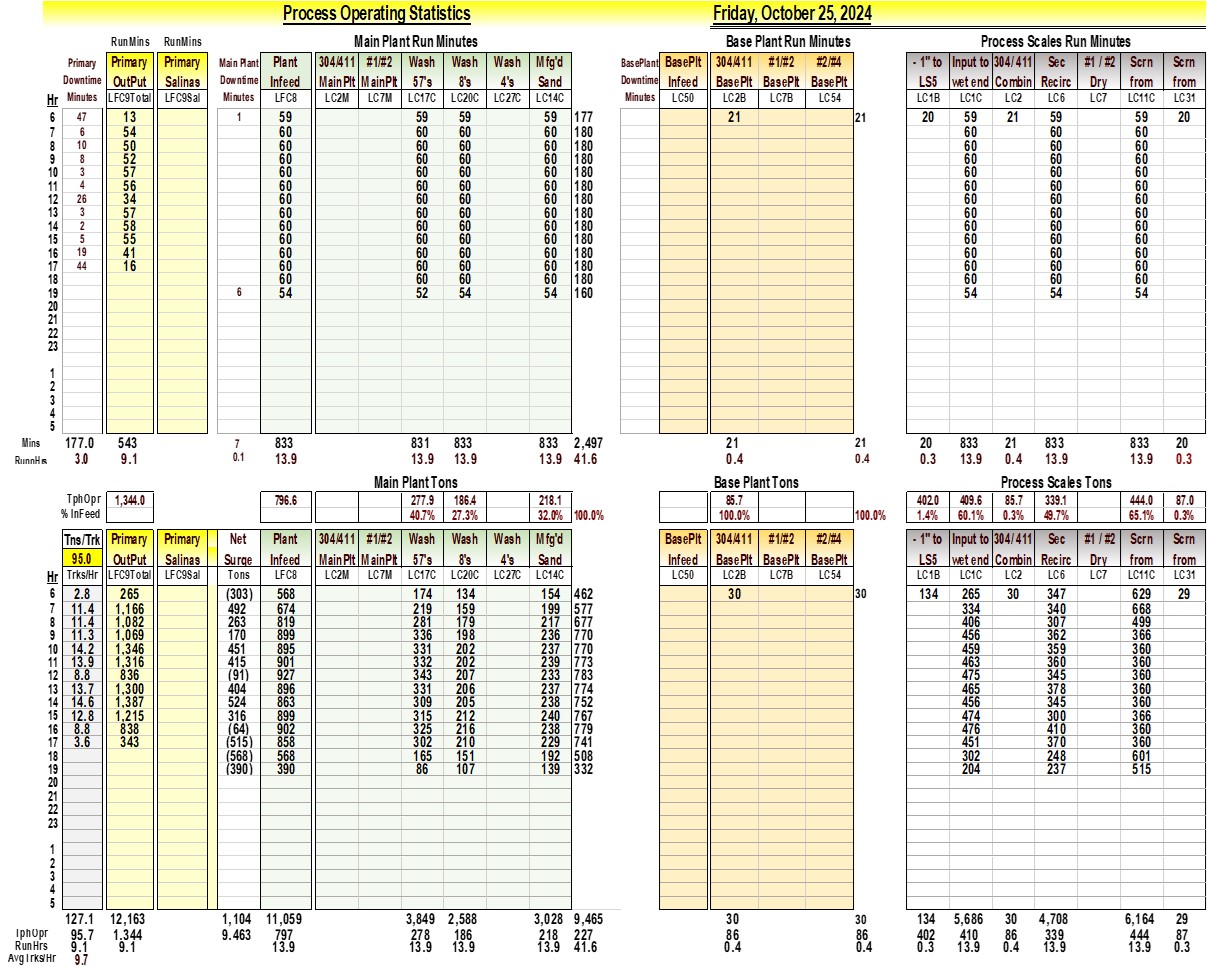 Process Operating Statistics Friday, October 25, 2024
RunMins RunMins Main Plant Run Minutes Base Plant Run Minutes Process Scales Run Minutes
Primary Primary Primary Main Plant Plant 304/411 #1/#2 Wash Wash Wash Mfg'd BasePlant BasePlt 304/411 #1/#2 #2/#4 - 1" to Input to 304/411 Sec #1 / #2 Scrn Scrn
Downtime OutPut Salinas Downtime Infeed MainPlt MainPlt 57's 8's 4's Sand Downtime Infeed BasePlt BasePlt BasePlt LS5 wet end Combin Recirc Dry from from
Hr Minutes LFC9Total LFC9Sal Minutes LFC8 LC2M LC7M LC17C LC20C LC27C LC14C Minutes LC50 LC2B LC7B LC54 LC1B LC1C LC2 LC6 LC7 LC11C LC31
6 47 13 1 59 59 59 59 177 21 21 20 59 21 59 59 20
7 6 54 60 60 60 60 180 60 60 60
8 10 50 60 60 60 60 180 60 60 60
9 8 52 60 60 60 60 180 60 60 60
10 3 57 60 60 60 60 180 60 60 60
11 4 56 60 60 60 60 180 60 60 60
12 26 34 60 60 60 60 180 60 60 60
13 3 57 60 60 60 60 180 60 60 60
14 2 58 60 60 60 60 180 60 60 60
15 5 55 60 60 60 60 180 60 60 60
16 19 41 60 60 60 60 180 60 60 60
17 44 16 60 60 60 60 180 60 60 60
18 60 60 60 60 180 60 60 60
19 6 54 52 54 54 160 54 54 54
20
21
22
23
1
2
3
4
5
Mins 177.0 543 7 833 831 833 833 2,497 21 21 20 833 21 833 833 20
RunnHrs 3.0 9.1 0.1 13.9 13.9 13.9 13.9 41.6 0.4 0.4 0.3 13.9 0.4 13.9 13.9 0.3
Main Plant Tons Base Plant Tons Process Scales Tons
TphOpr 1,344.0 796.6 277.9 186.4 218.1 85.7 402.0 409.6 85.7 339.1 444.0 87.0
% InFeed 40.7% 27.3% 32.0% 100.0% 100.0% 100.0% 1.4% 60.1% 0.3% 49.7% 65.1% 0.3%
Tns/Trk Primary Primary Net Plant 304/411 #1/#2 Wash Wash Wash Mfg'd BasePlt 304/411 #1/#2 #2/#4 - 1" to Input to 304/411 Sec #1 / #2 Scrn Scrn
95.0 OutPut Salinas Surge Infeed MainPlt MainPlt 57's 8's 4's Sand Infeed BasePlt BasePlt BasePlt LS5 wet end Combin Recirc Dry from from
Hr Trks/Hr LFC9Total LFC9Sal Tons LFC8 LC2M LC7M LC17C LC20C LC27C LC14C LC50 LC2B LC7B LC54 LC1B LC1C LC2 LC6 LC7 LC11C LC31
6 2.8 265 (303) 568 174 134 154 462 30 30 134 265 30 347 629 29
7 11.4 1,166 492 674 219 159 199 577 334 340 668
8 11.4 1,082 263 819 281 179 217 677 406 307 499
9 11.3 1,069 170 899 336 198 236 770 456 362 366
10 14.2 1,346 451 895 331 202 237 770 459 359 360
11 13.9 1,316 415 901 332 202 239 773 463 360 360
12 8.8 836 (91) 927 343 207 233 783 475 345 360
13 13.7 1,300 404 896 331 206 237 774 465 378 360
14 14.6 1,387 524 863 309 205 238 752 456 345 360
15 12.8 1,215 316 899 315 212 240 767 474 300 366
16 8.8 838 (64) 902 325 216 238 779 476 410 360
17 3.6 343 (515) 858 302 210 229 741 451 370 360
18 (568) 568 165 151 192 508 302 248 601
19 (390) 390 86 107 139 332 204 237 515
20
21
22
23
1
2
3
4
5
127.1 12,163 1,104 11,059 3,849 2,588 3,028 9,465 30 30 134 5,686 30 4,708 6,164 29
TphOpr 95.7 1,344 9.463 797 278 186 218 227 86 86 402 410 86 339 444 87
RunHrs 9.1 9.1 13.9 13.9 13.9 13.9 41.6 0.4 0.4 0.3 13.9 0.4 13.9 13.9 0.3
AvgTrks/Hr 9.7